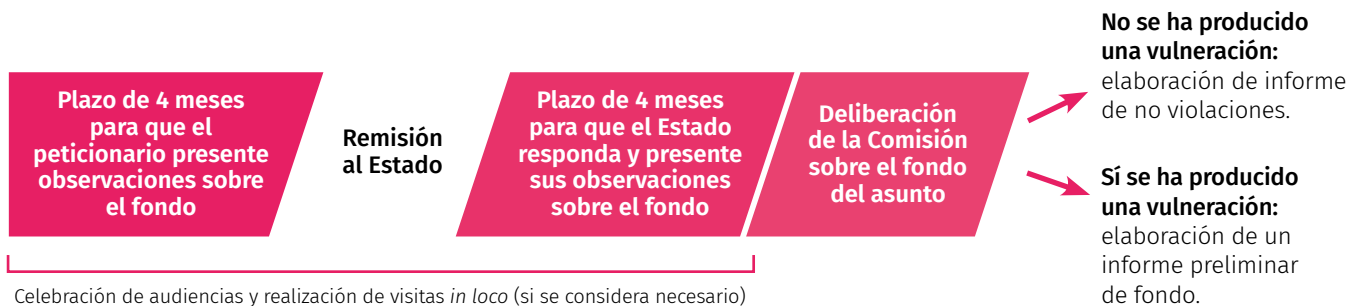 Plazo de 4 meses
para que el
peticionario presente
observaciones sobre
el fondo
Remisión
al Estado
Plazo de 4 meses
para que el Estado
responda y presente
sus observaciones
sobre el fondo
Deliberación
de la Comisión
sobre el fondo
del asunto
No se ha producido
una vulneración:
elaboración de informe
de no violaciones.
Sí se ha producido
una vulneración:
elaboración de un
informe preliminar
de fondo.
Celebración de audiencias y realización de visitas in loco (si se considera necesario)